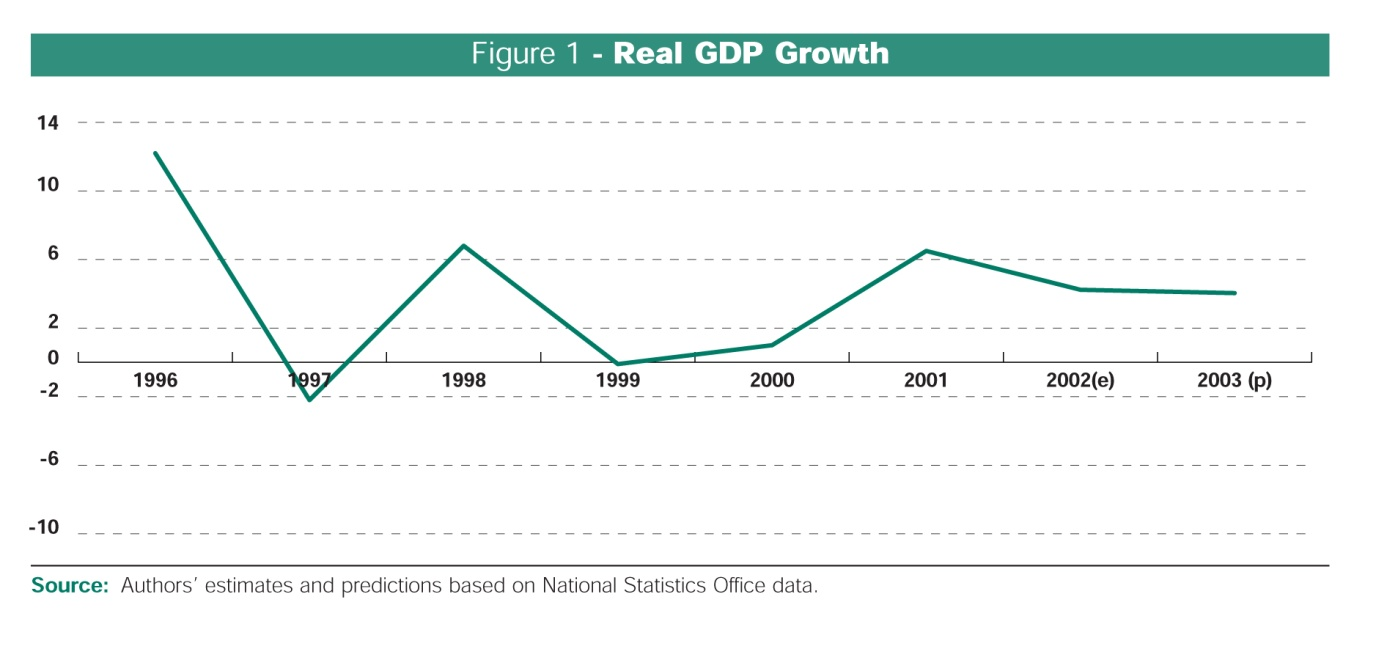 Figure 1 - Real GDP Growth
14
10
6
2
0
1996 1997 1998 1999 2000 2001 2002(e) 2003 (p)
-2
-6
-10
Source: Authors’ estimates and predictions based on National Statistics Office data.